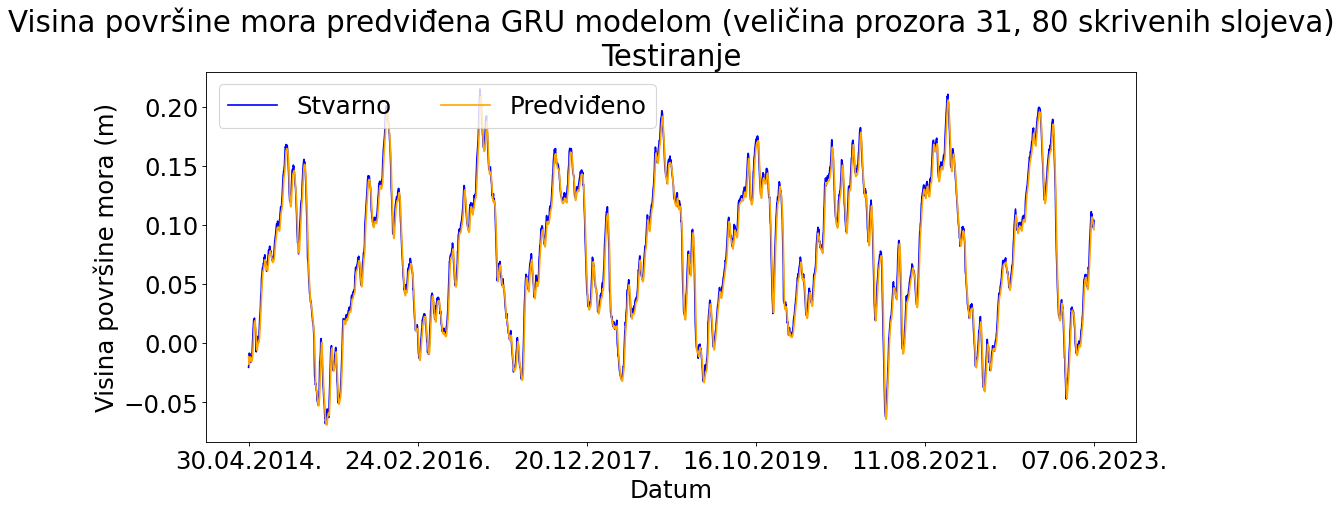 Visina površine mora predviđena GRU modelom (veličina prozora 31, 80 skrivenih slojeva)
Testiranje
Stvarno Predviđeno
Visina površine mora (m)
0.20
0.15
0.10
0.05
0.00
−0.05
30.04.2014. 24.02.2016. 20.12.2017. 16.10.2019. 11.08.2021. 07.06.2023.
Datum